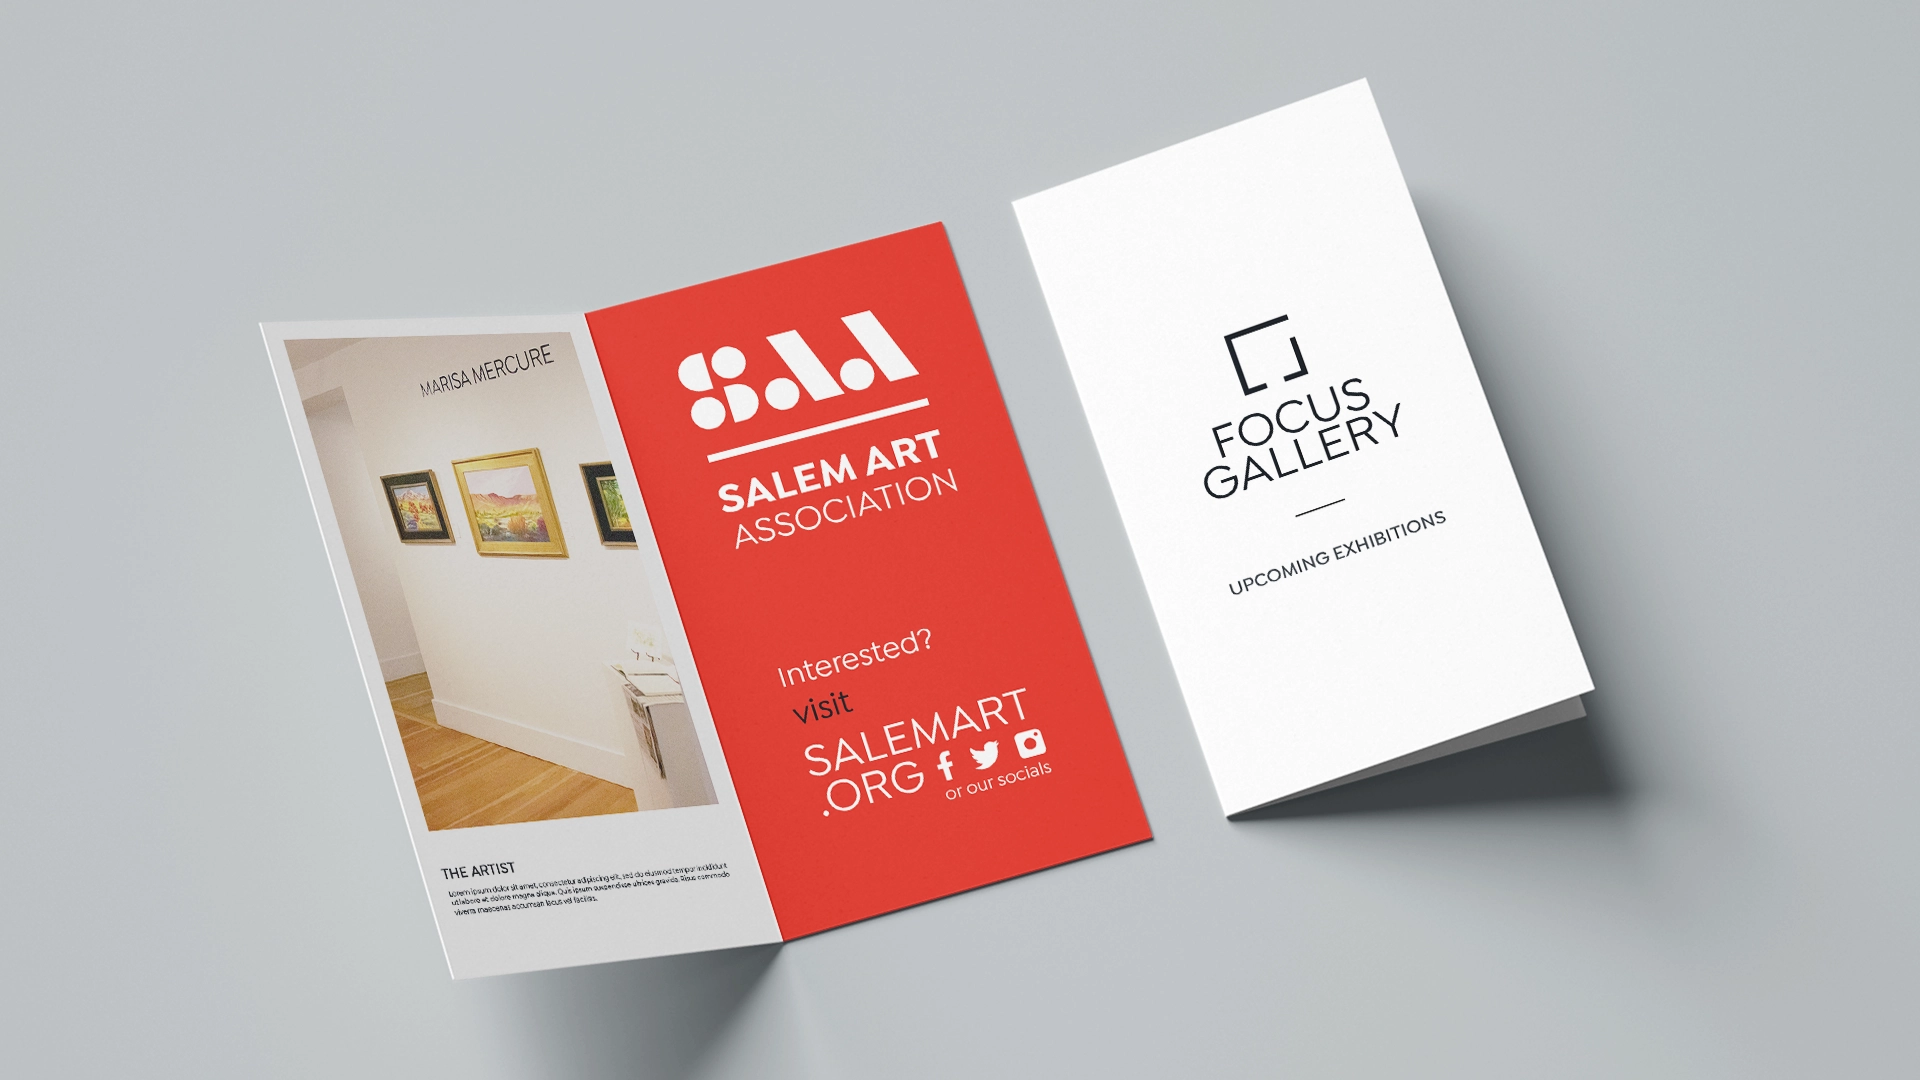 MARISA MERCURE
THE ARTIST
Lorem ipsum dolor sit amet, consectetur adipiscing elit, sed do eiusmod tempor incididunt
ut labore et dolore magna aliqua. Quis ipsum suspendisse ultrices gravida. Risus commodo
viverra maecenas accumsan lacus vel facilisis.
SAA
SALEM ART
ASSOCIATION
Interested?
visit
SALEMART
.ORG
or our socials
FOCUS
GALLERY
UPCOMING EXHIBITIONS